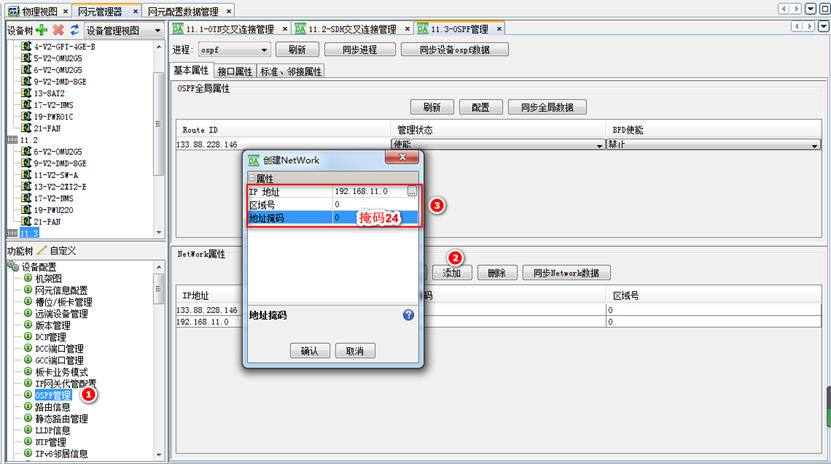 物理视图
网元管理器
网元配置数据管理
设备树
设备管理视图
11.1-OTN交叉连接管理
11.2-SDH交叉连接管理
11.3-OSPF管理
4-V2-GFI-4GE-B
5-V2-OMU2G5
6-V2-OMU2G5
9-V2-DMD-8GE
13-SAT2
17-V2-NMS
19-PWR01C
21-FAN
11.2
6-V2-OMU2G5
9-V2-DMD-8GE
11-V2-SW-A
13-V2-2XI2-E
17-V2-NMS
19-PWU220
21-FAN
11.3
进程:
ospf
刷新
同步进程
同步设备ospf数据
基本属性
接口属性
标准、邻接属性
OSPF全局属性
刷新
配置
同步全局数据
Route ID
管理状态
BFD使能
133.88.228.146
使能
禁止
创建NetWork
属性
IP 地址
192.168.11.0
...
区域号
0
地址掩码
0
掩码24
3
地址掩码
确认
取消
NetWork属性
2
添加
删除
同步Network数据
IP地址
码
区域号
133.88.228.146
0
192.168.11.0
0
功能树
自定义
设备配置
机架图
网元信息配置
槽位/板卡管理
远端设备管理
版本管理
DCN管理
DCC端口管理
GCC端口管理
板卡业务模式
IP网关代管配置
OSPF管理
1
路由信息
静态路由管理
LLDP信息
NTP管理
IPv6邻居信息